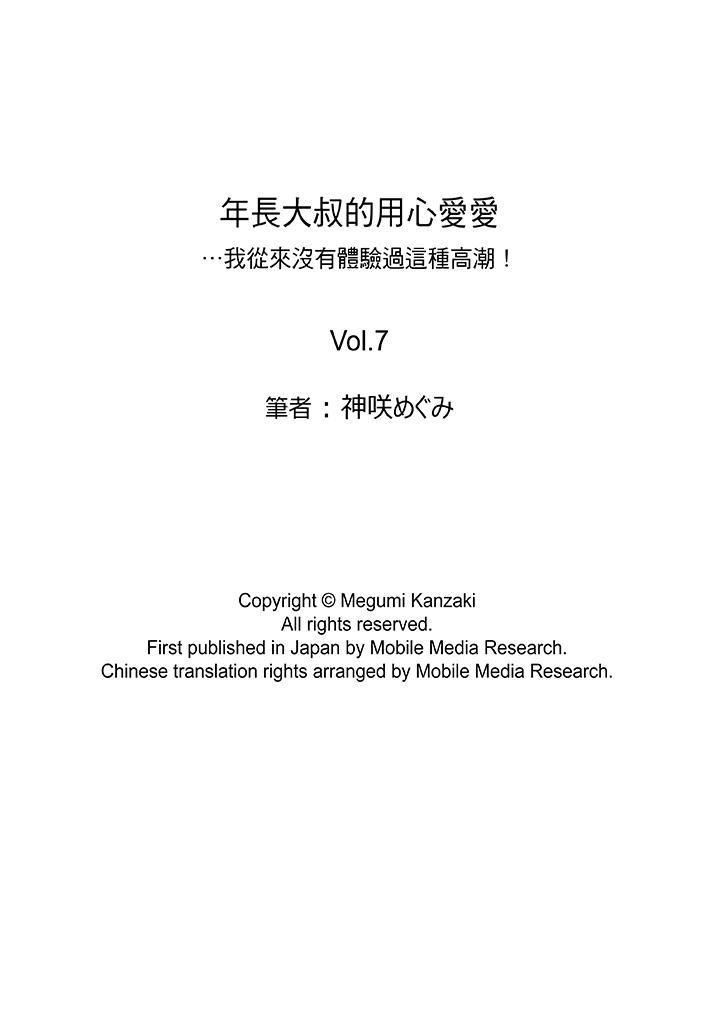 年長大叔的用心愛愛
…我從來沒有體驗過這種高潮！
Vol.7
筆者：神咲めぐみ
Copyright © Megumi Kanzaki
All rights reserved.
First published in Japan by Mobile Media Research.
Chinese translation rights arranged by Mobile Media Research.